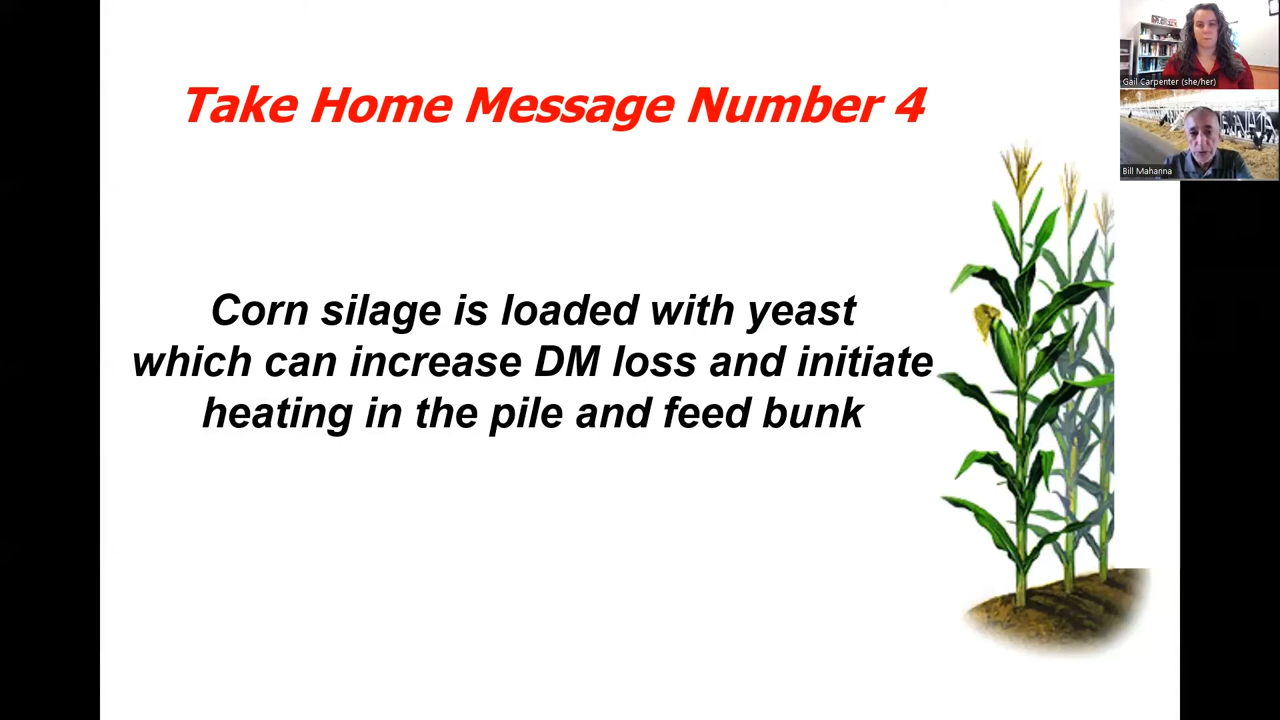 Take Home Message Number 4
Corn silage is loaded with yeast
which can increase DM loss and initiate
heating in the pile and feed bunk
Gail Carpenter (she/her)
Bill Mahanna